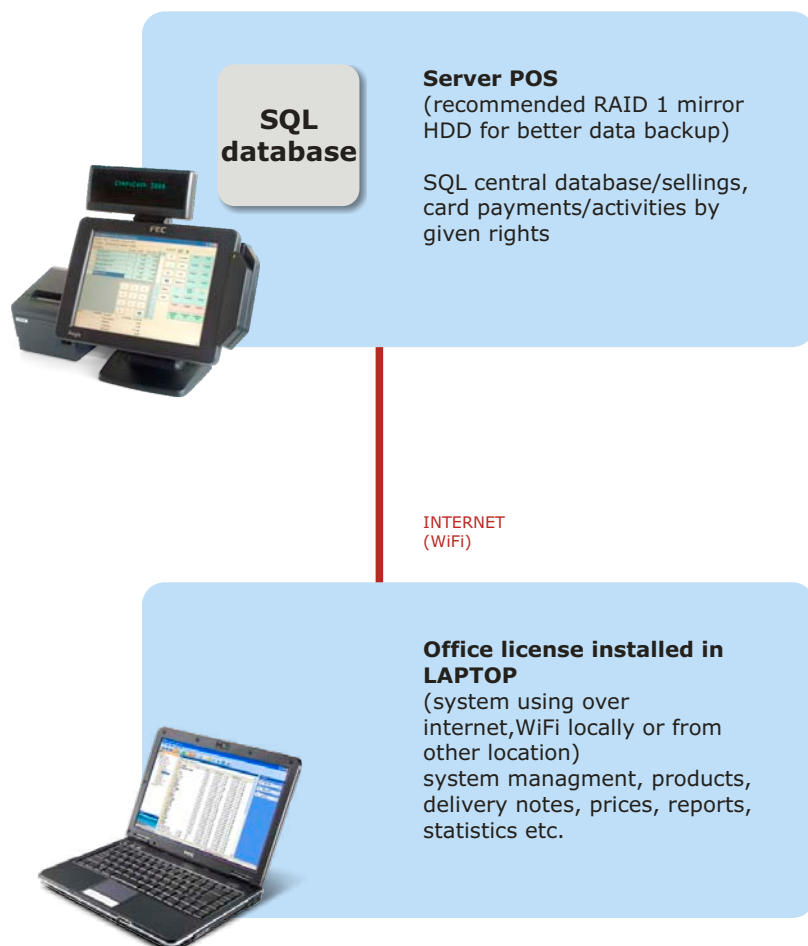 SQL
database
Server POS
(recommended RAID 1 mirror
HDD for better data backup)
SQL central database/sellings,
card payments/activities by
given rights
CompuCash 2000
FEC
INTERNET
(WiFi)
Office license installed in
LAPTOP
(system using over
internet,WiFi locally or from
other location)
system managment, products,
delivery notes, prices, reports,
statistics etc.